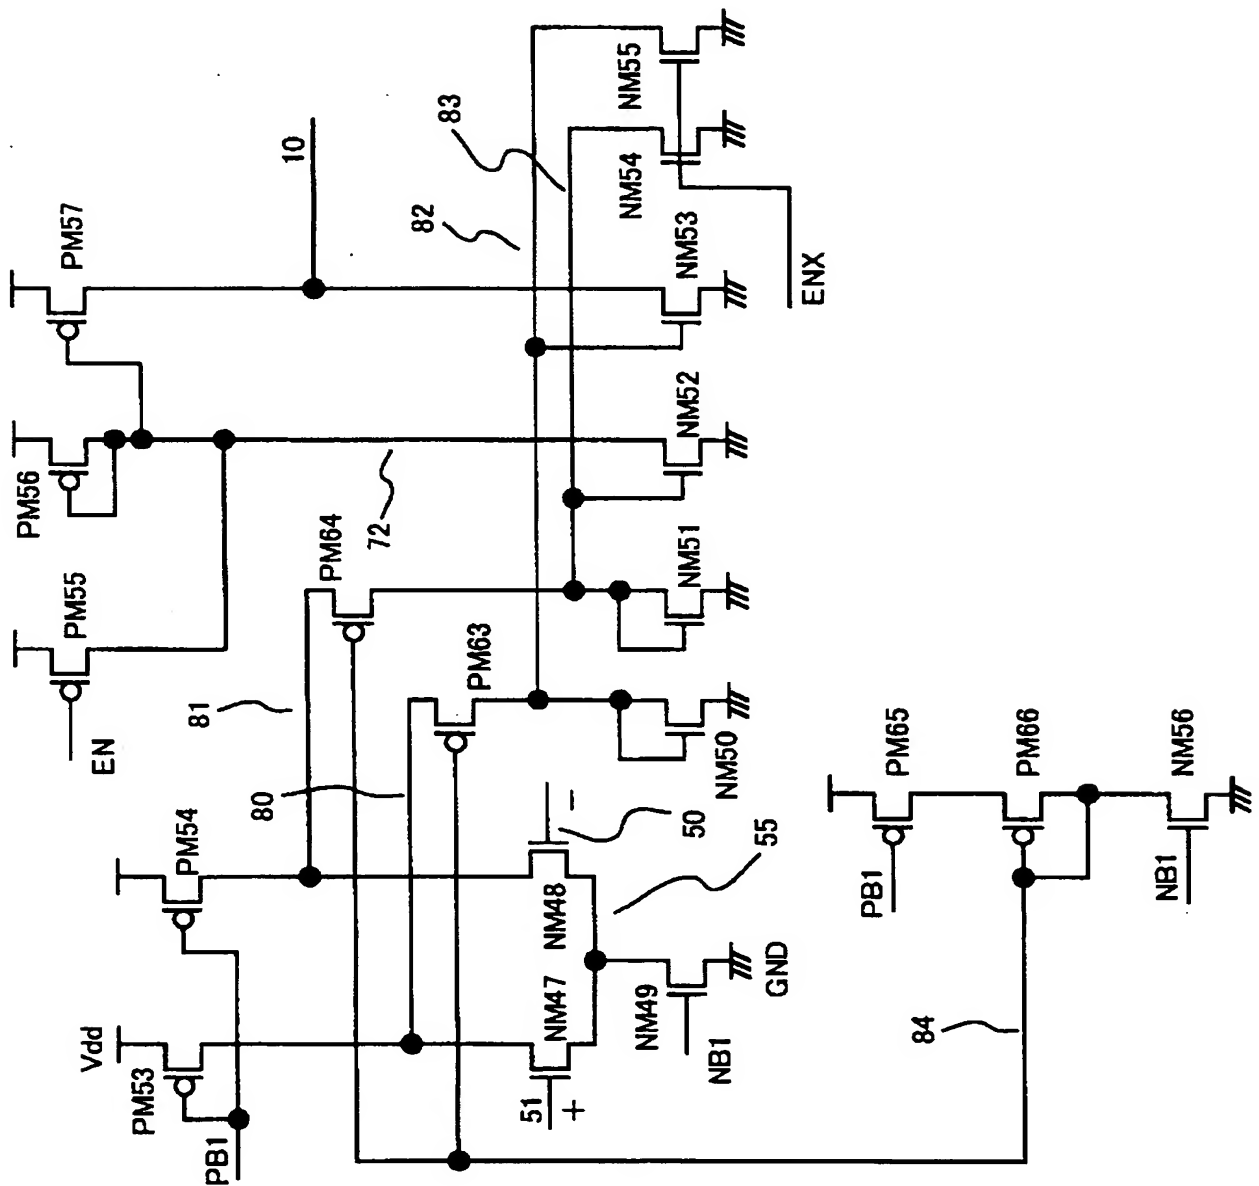 83
10
NM55
82
NM54
PM57
NM53
ENX
PM56
NM52
72
PM64
PM55
NM51
81
PM63
EN
NM50
80
PM65
PM66
NM56
PM54
−
50
55
PB1
NB1
NM48
Vdd
NM47
NM49
GND
PM53
84
51
+
NB1
PB1